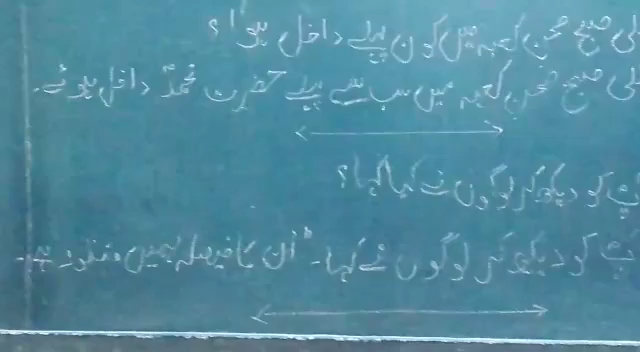 صبح صحن کعبہ میں کون پہلے داخل ہوا؟
صبح صحن کعبہ میں سب سے پہلے حضرت محمدؐ داخل ہوئے۔
کو دیکھ کر لوگوں نے کیا کہا؟
کو دیکھ کر لوگوں نے کہا۔ "ان کا فیصلہ ہمیں منظور ہے۔